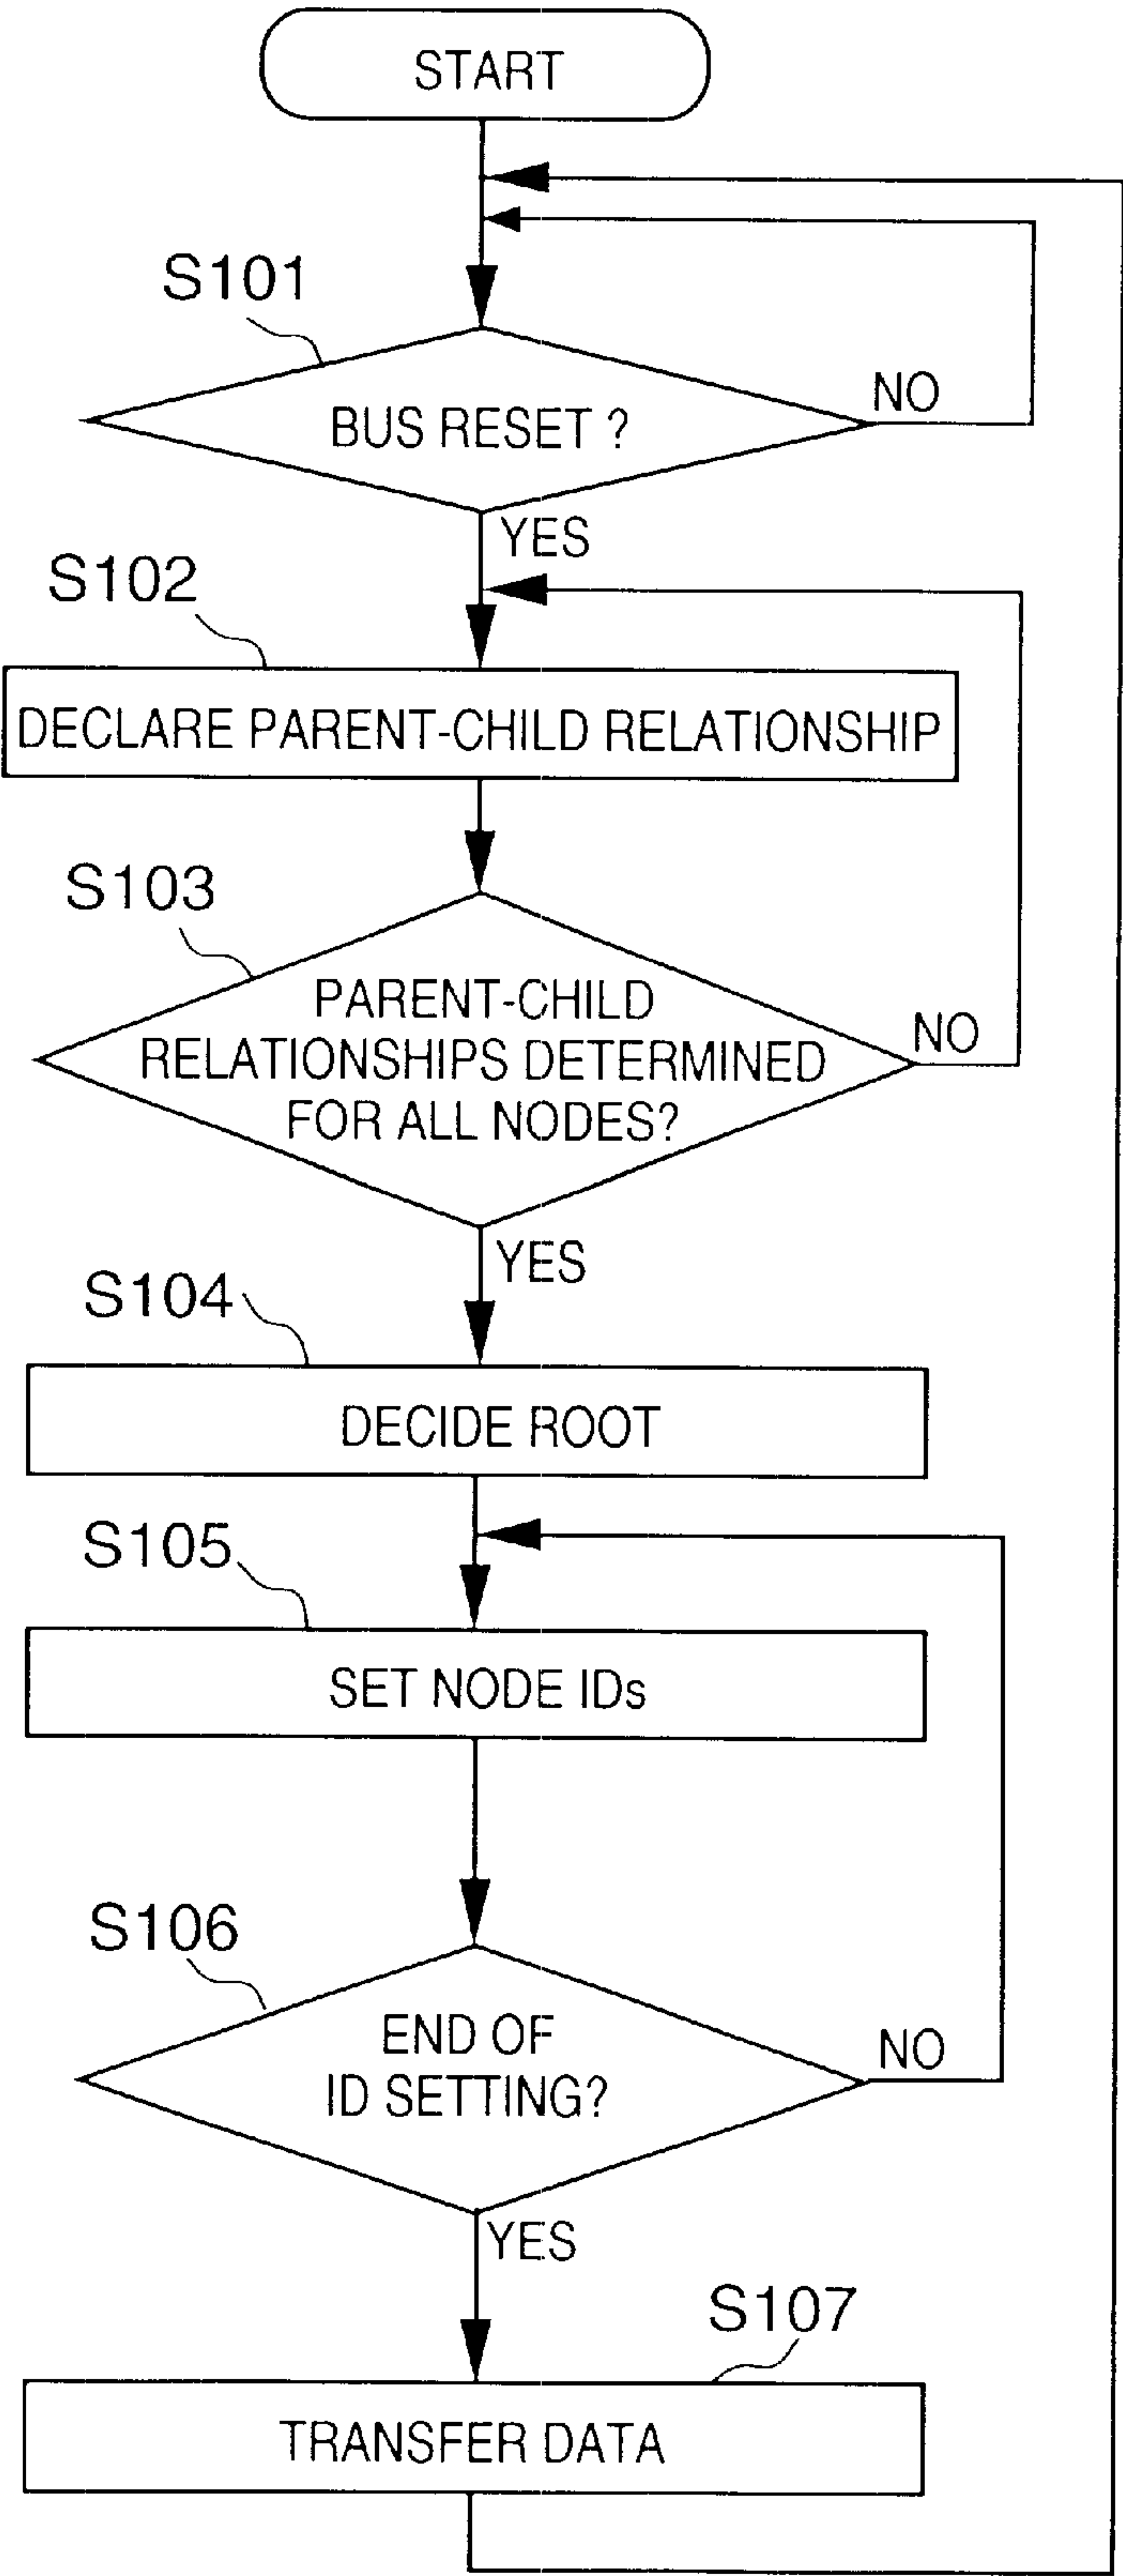 START
S101
BUS RESET ?
NO
YES
S102
DECLARE PARENT-CHILD RELATIONSHIP
S103
PARENT-CHILD
RELATIONSHIPS DETERMINED
FOR ALL NODES?
NO
YES
S104
DECIDE ROOT
S105
SET NODE IDs
S106
END OF
ID SETTING?
NO
YES
S107
TRANSFER DATA